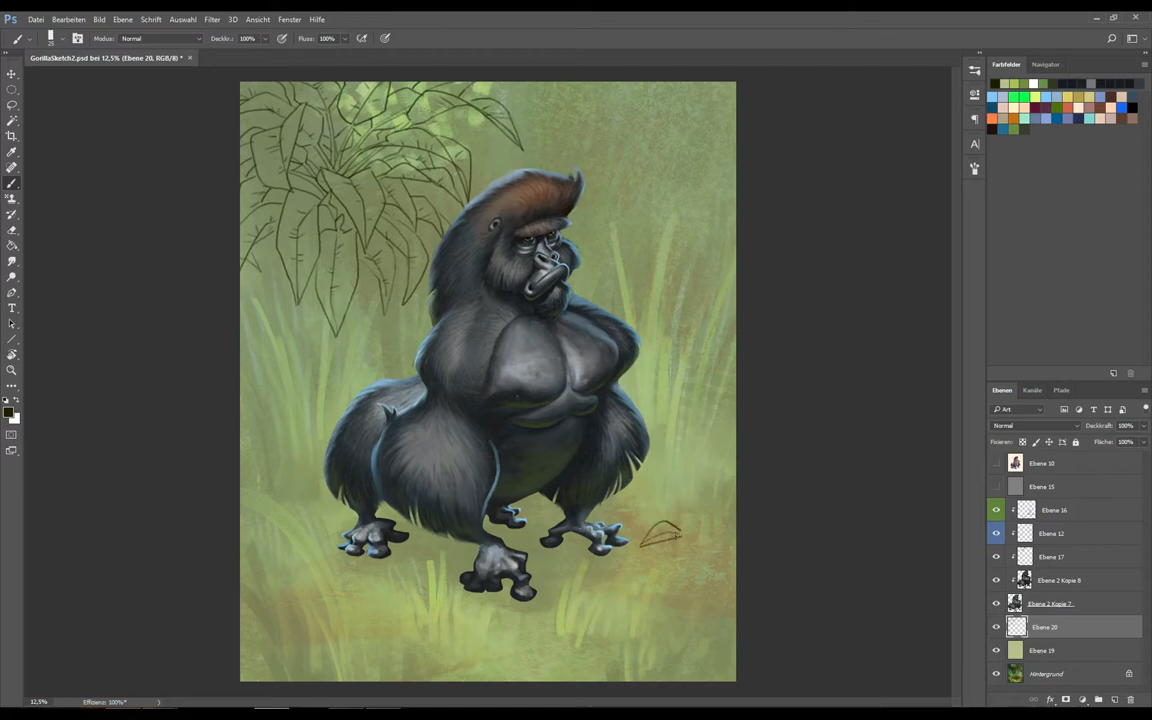 Ps Datei Bearbeiten Bild Ebene Schrift Auswahl Filter 3D Ansicht Fenster Hilfe
25 Modus: Normal Deckkr.: 100% Fluss: 100%
GorillaSketch2.psd bei 12,5% (Ebene 20, RGB/8) * ×
Farbfelder Navigator
Ebenen Kanäle Pfade
Art
Normal Deckkraft: 100%
Fixieren: Fläche: 100%
Ebene 10
Ebene 15
Ebene 16
Ebene 12
Ebene 17
Ebene 2 Kopie 8
Ebene 2 Kopie 7
Ebene 20
Ebene 19
Hintergrund
12,5% Effizienz: 100%*